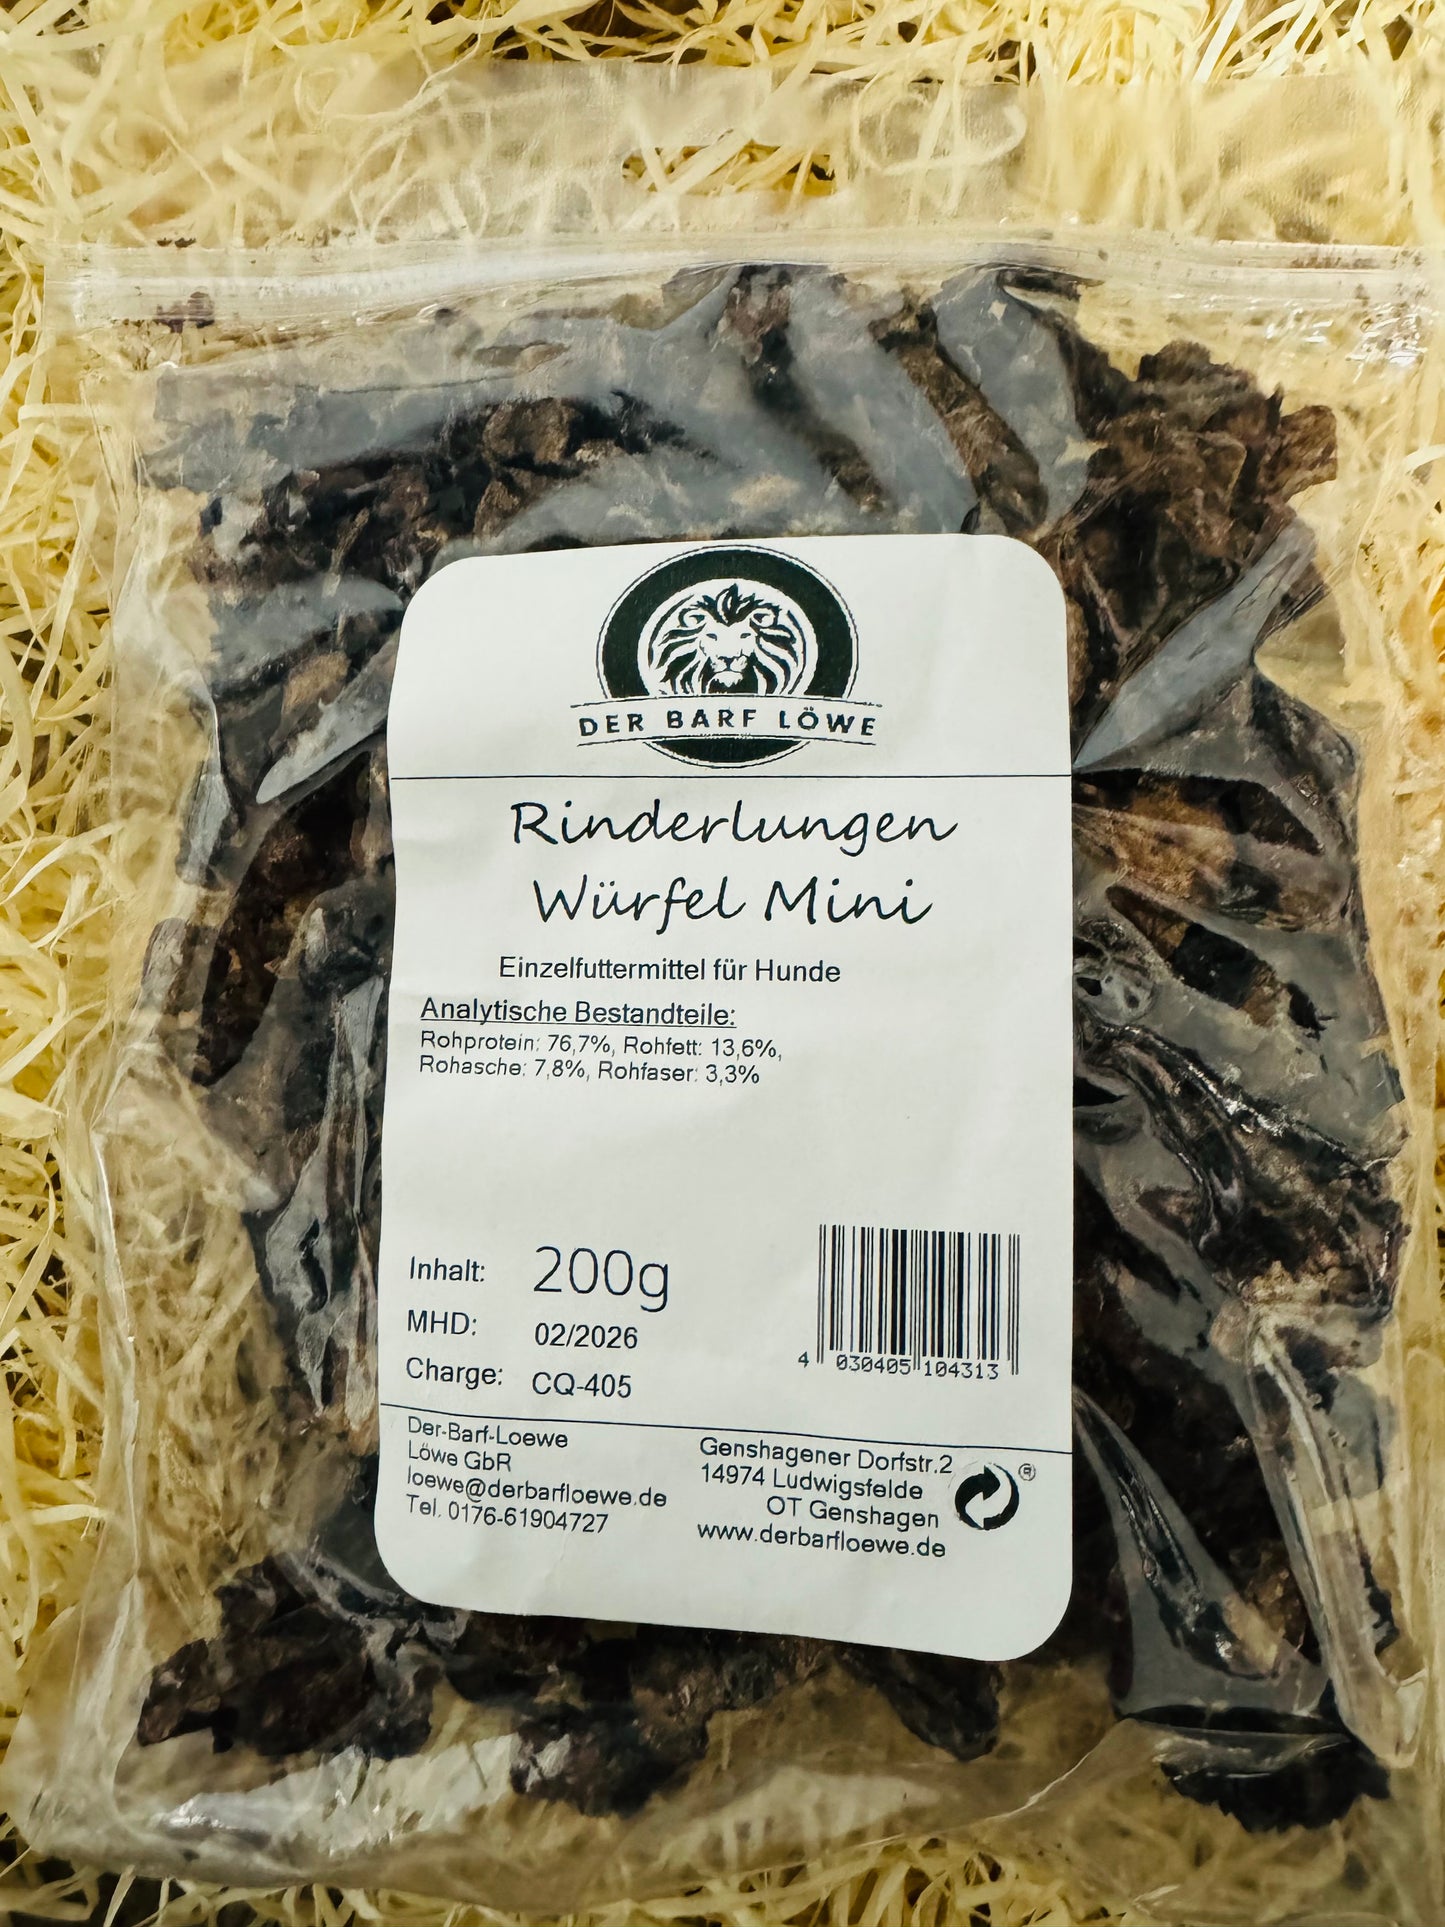 DER BARF LÖWE
Rinderlungen
Würfel Mini
Einzelfuttermittel für Hunde
Analytische Bestandteile:
Rohprotein: 76,7%, Rohfett: 13,6%,
Rohasche: 7,8%, Rohfaser: 3,3%
Inhalt: 200g
MHD: 02/2026
Charge: CQ-405
4 030405 104313
Der-Barf-Loewe
Löwe GbR
loewe@derbarfloewe.de
Tel. 0176-61904727
Genshagener Dorfstr.2
14974 Ludwigsfelde
OT Genshagen
www.derbarfloewe.de
®